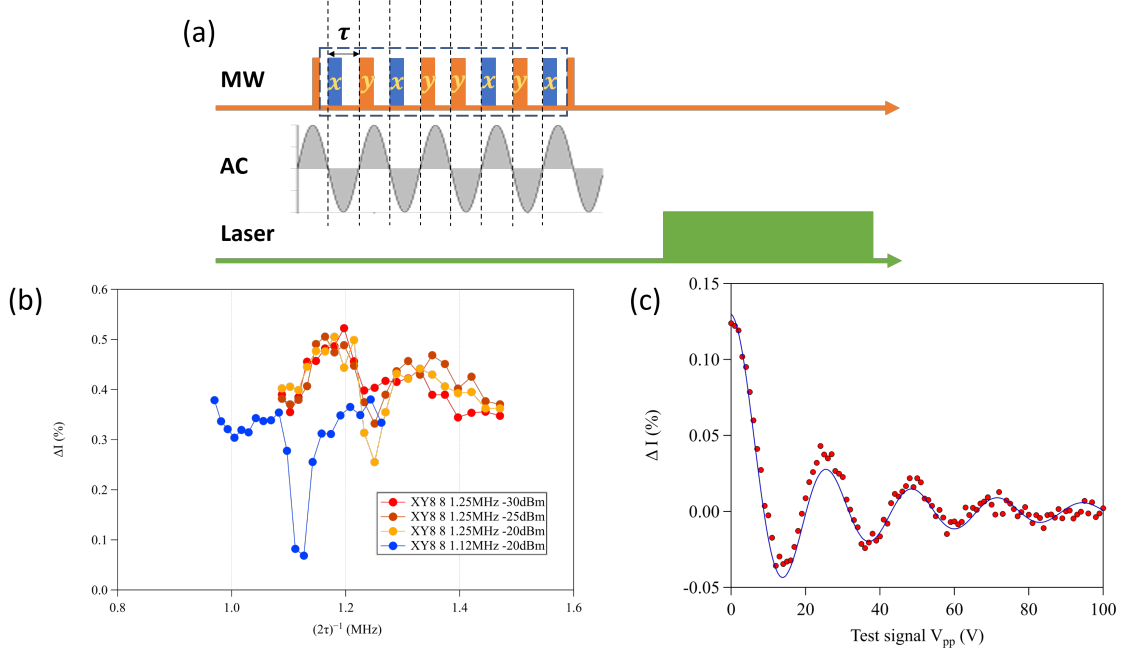 (a)
τ
MW
x y x y y x y x
AC
Laser
(b)
0.6
0.5
0.4
0.3
0.2
0.1
0.0
ΔI (%)
0.8 1.0 1.2 1.4 1.6
(2τ)⁻¹ (MHz)
XY8 8 1.25MHz -30dBm
XY8 8 1.25MHz -25dBm
XY8 8 1.25MHz -20dBm
XY8 8 1.12MHz -20dBm
(c)
0.15
0.10
0.05
0.00
-0.05
Δ I (%)
0 20 40 60 80 100
Test signal Vpp (V)